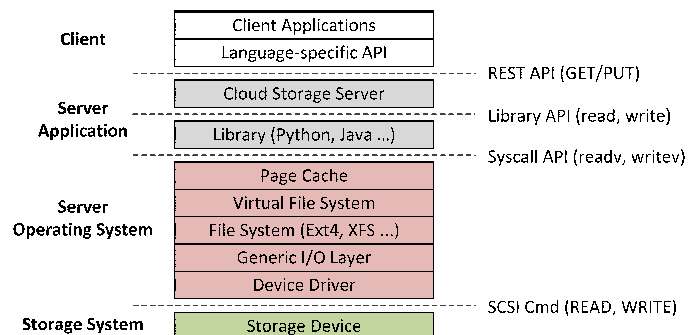 Client
Client Applications
Language-specific API
REST API (GET/PUT)
Server
Application
Cloud Storage Server
Library API (read, write)
Library (Python, Java ...)
Syscall API (readv, writev)
Server
Operating System
Page Cache
Virtual File System
File System (Ext4, XFS ...)
Generic I/O Layer
Device Driver
SCSI Cmd (READ, WRITE)
Storage System
Storage Device